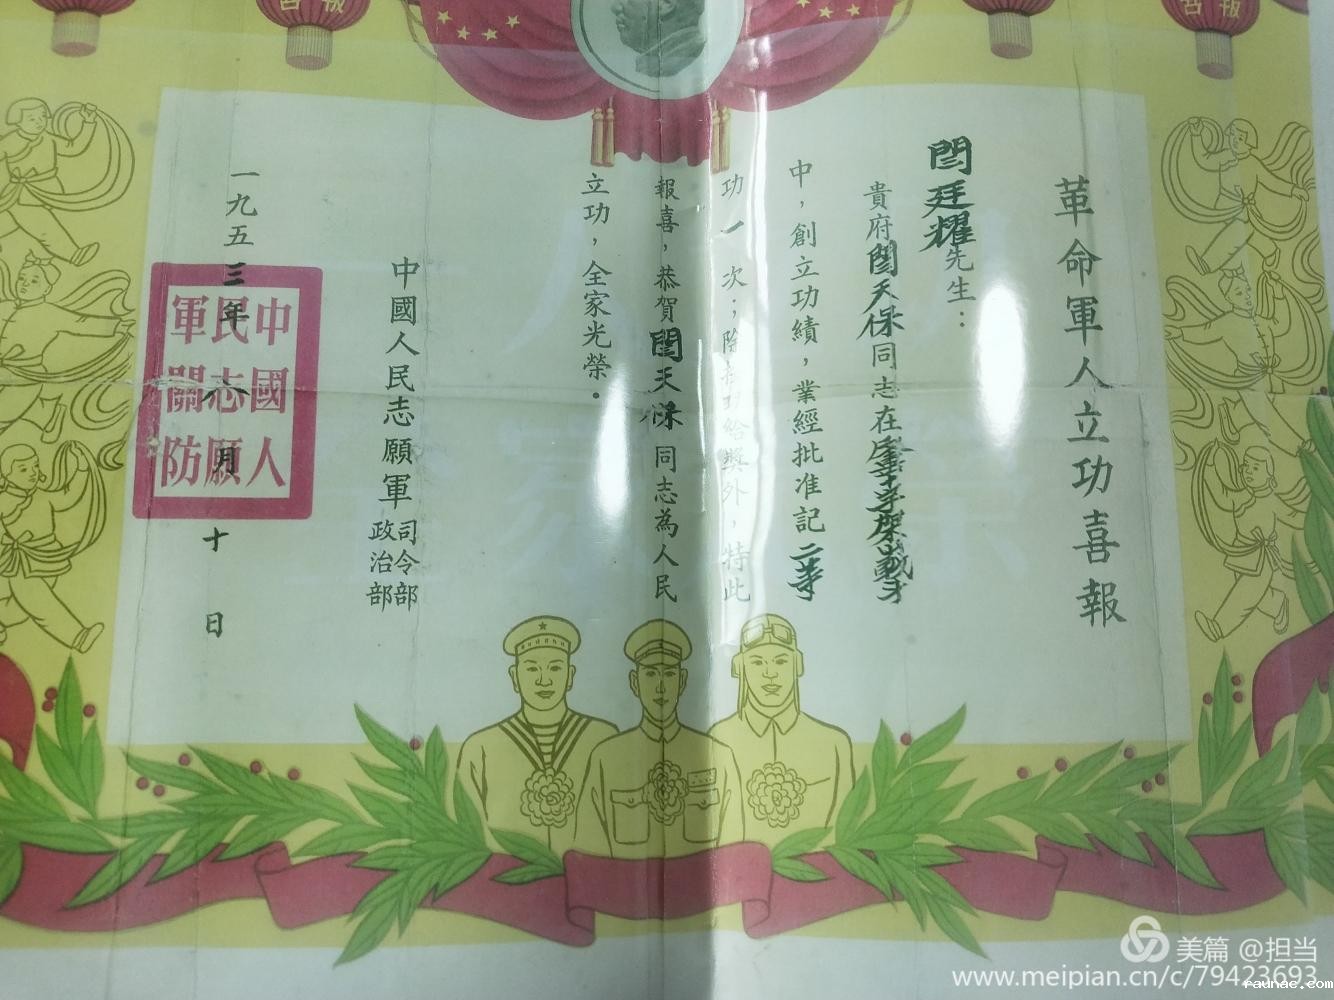 喜報
喜報
革命軍人立功喜報
閆廷耀先生：
貴府閆天保同志在
中，創立功績，業經批准記二等
功一次；除 功給獎外，特此
報喜，恭賀閆天保同志為人民
立功，全家光榮．
中國人民志願軍司令部
政治部
一九五三年八月十日
中國人
民志願
軍關防
美篇 @担当
www.meipian.cn/c/79423693
raunac.com